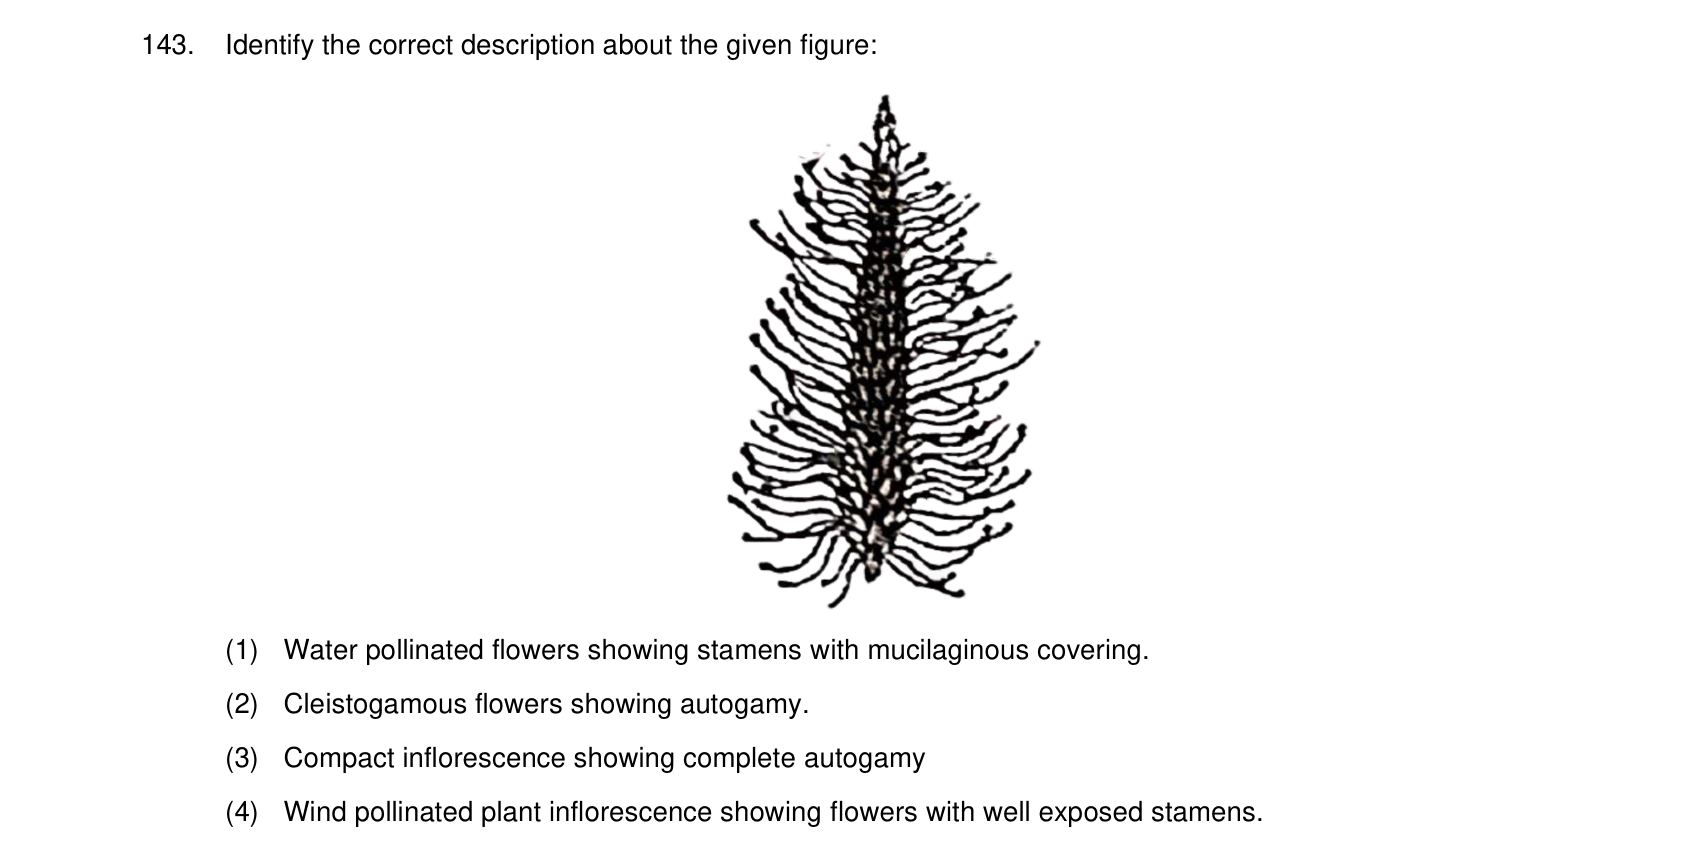 143. Identify the correct description about the given figure:
(1) Water pollinated flowers showing stamens with mucilaginous covering.
(2) Cleistogamous flowers showing autogamy.
(3) Compact inflorescence showing complete autogamy
(4) Wind pollinated plant inflorescence showing flowers with well exposed stamens.